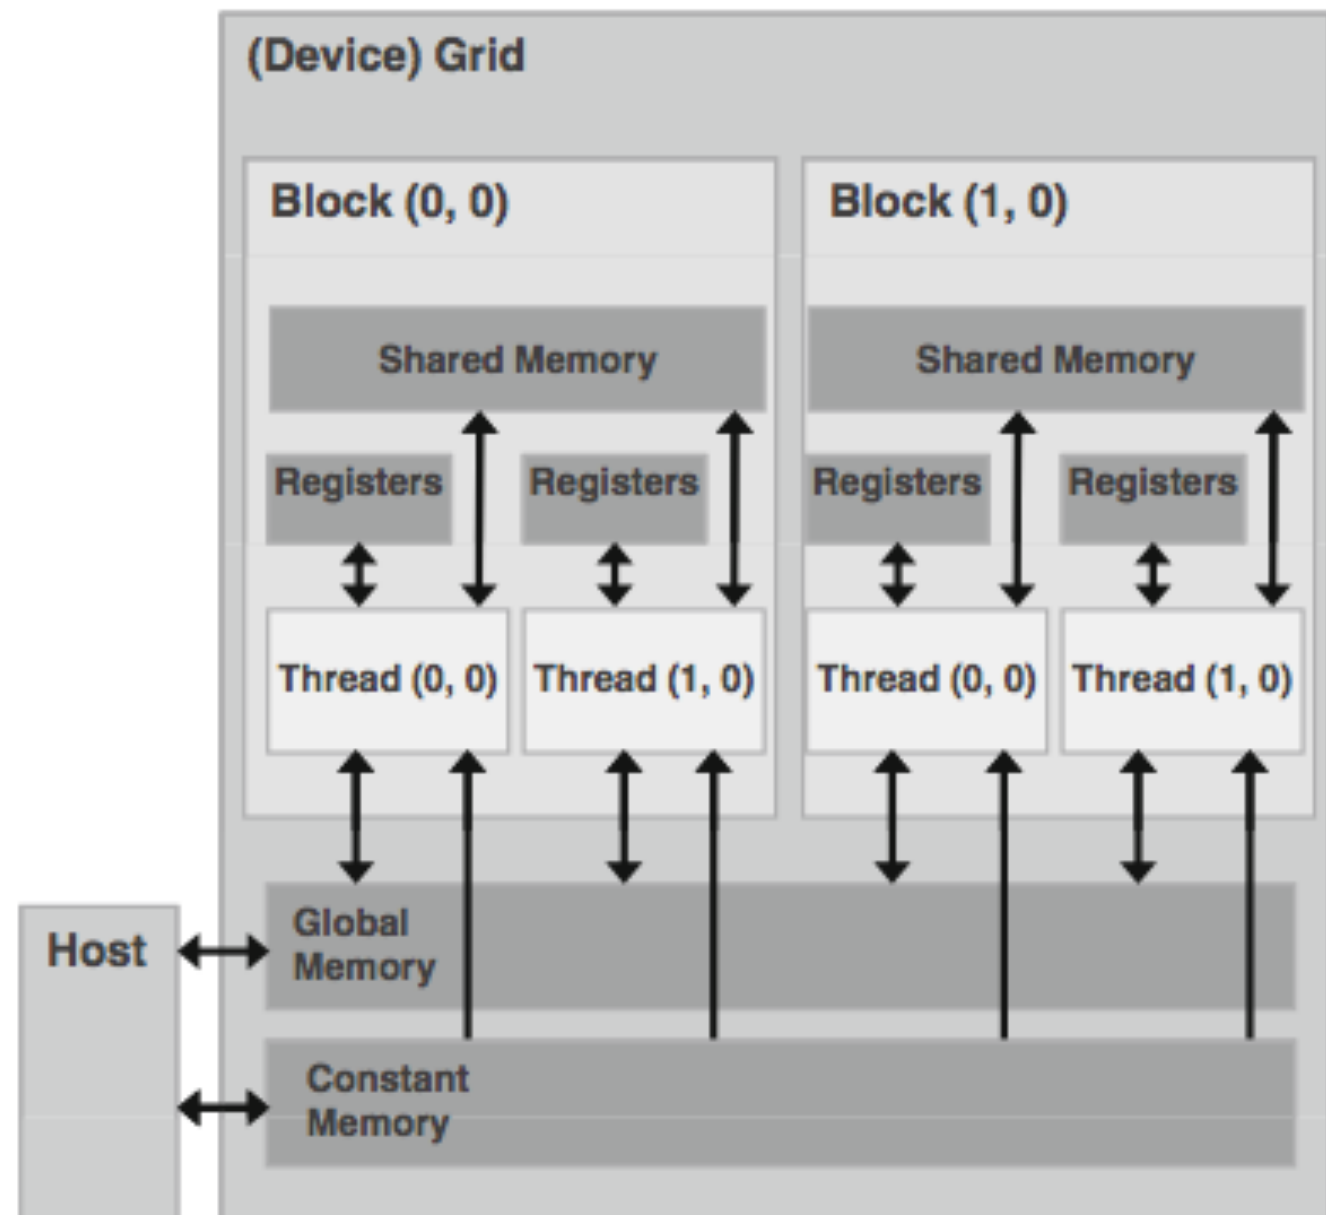 (Device) Grid
Block (0, 0)
Block (1, 0)
Shared Memory
Shared Memory
Registers
Registers
Registers
Registers
Thread (0, 0)
Thread (1, 0)
Thread (0, 0)
Thread (1, 0)
Host
Global
Memory
Constant
Memory